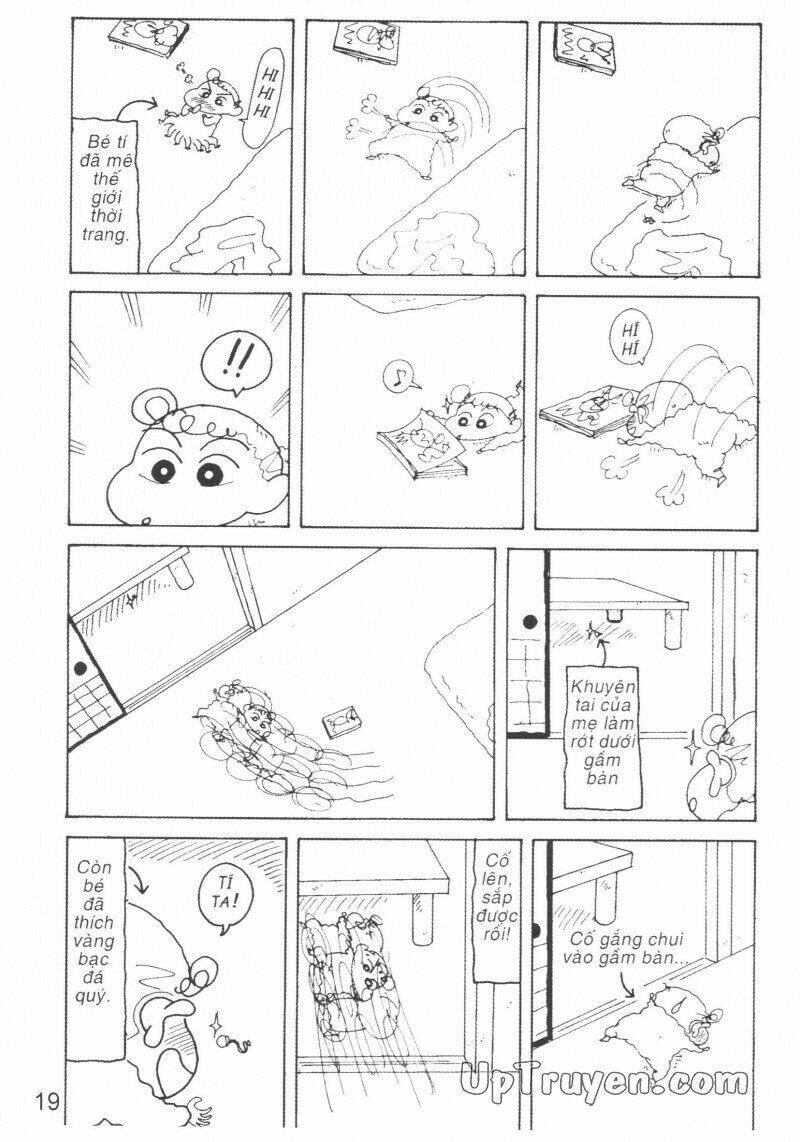 HI
HI
HI
Bé tí
đã mê
thế
giới
thời
trang.
HÍ
HÍ
♪
!!
Khuyên
tai của
mẹ làm
rớt dưới
gầm
bàn
Cố gắng chui
vào gầm bàn...
Cố
lên,
sắp
được
rồi!
TÍ
TA!
Còn
bé
đã
thích
vàng
bạc
đá
quý.
UpTruyen.com
19